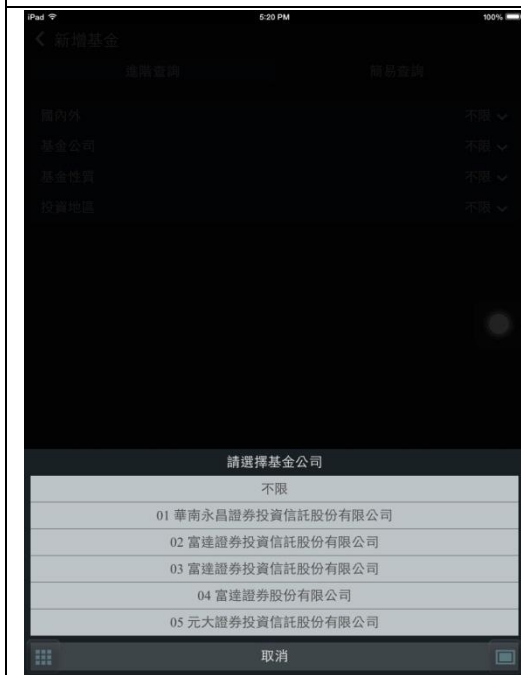 iPad 5:20 PM 100%
新增基金
進階查詢 簡易查詢
國內外 不限
基金公司 不限
基金性質 不限
投資地區 不限
請選擇基金公司
不限
01 華南永昌證券投資信託股份有限公司
02 富達證券投資信託股份有限公司
03 富達證券投資信託股份有限公司
04 富達證券股份有限公司
05 元大證券投資信託股份有限公司
取消